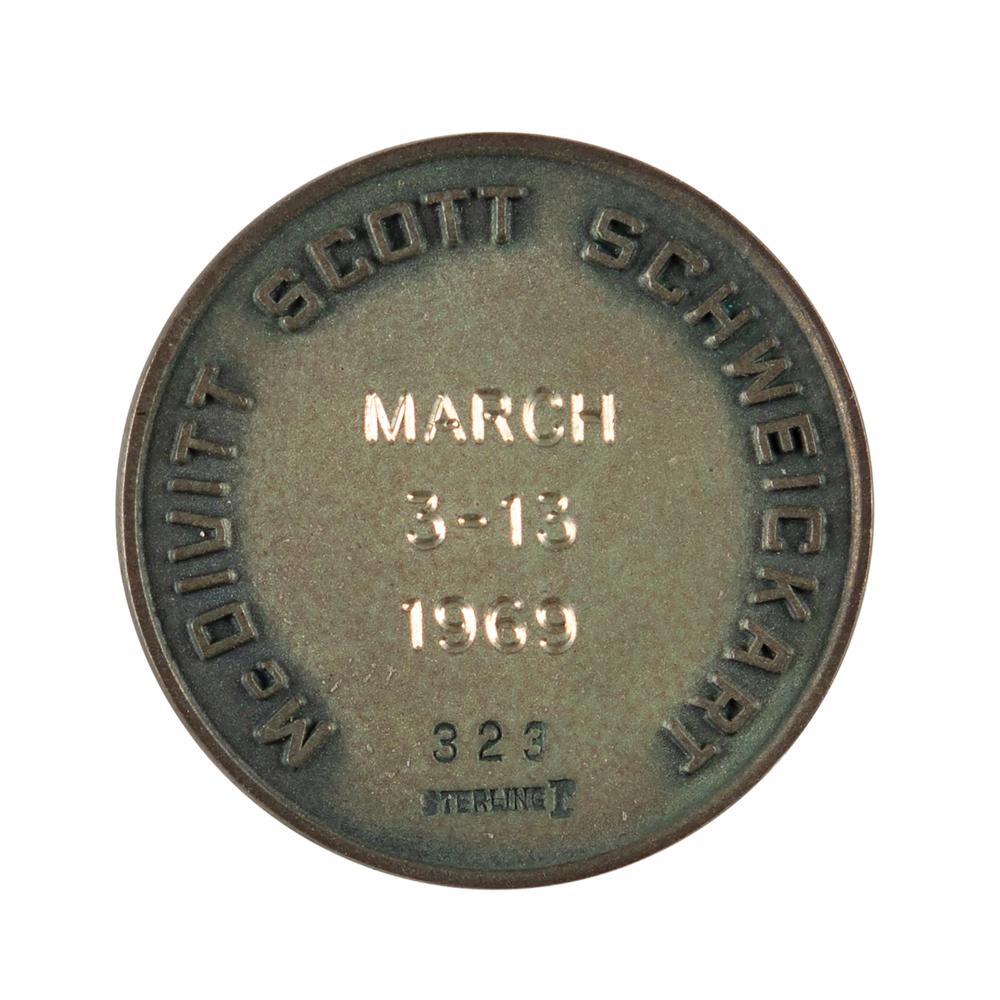 McDIVITT SCOTT SCHWEICKART
MARCH
3-13
1969
323
STERLING